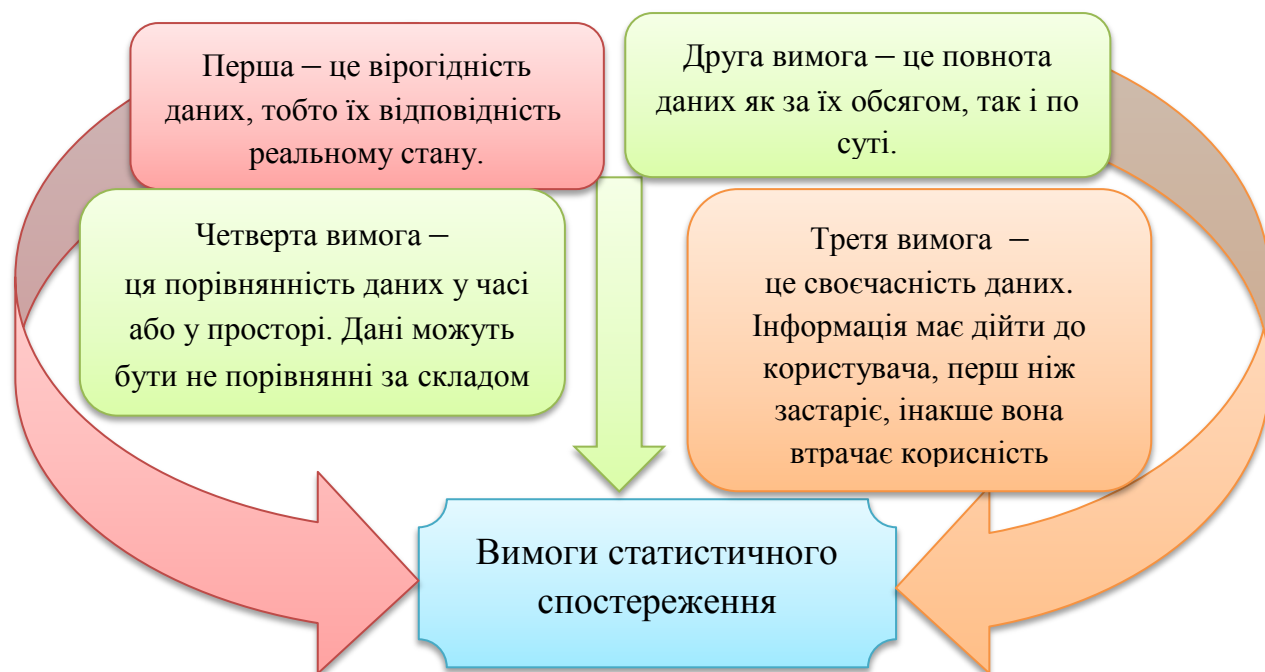 Перша – це вірогідність
даних, тобто їх відповідність
реальному стану.
Друга вимога – це повнота
даних як за їх обсягом, так і по
суті.
Четверта вимога –
ця порівнянність даних у часі
або у просторі. Дані можуть
бути не порівнянні за складом
Третя вимога –
це своєчасність даних.
Інформація має дійти до
користувача, перш ніж
застаріє, інакше вона
втрачає корисність
Вимоги статистичного
спостереження